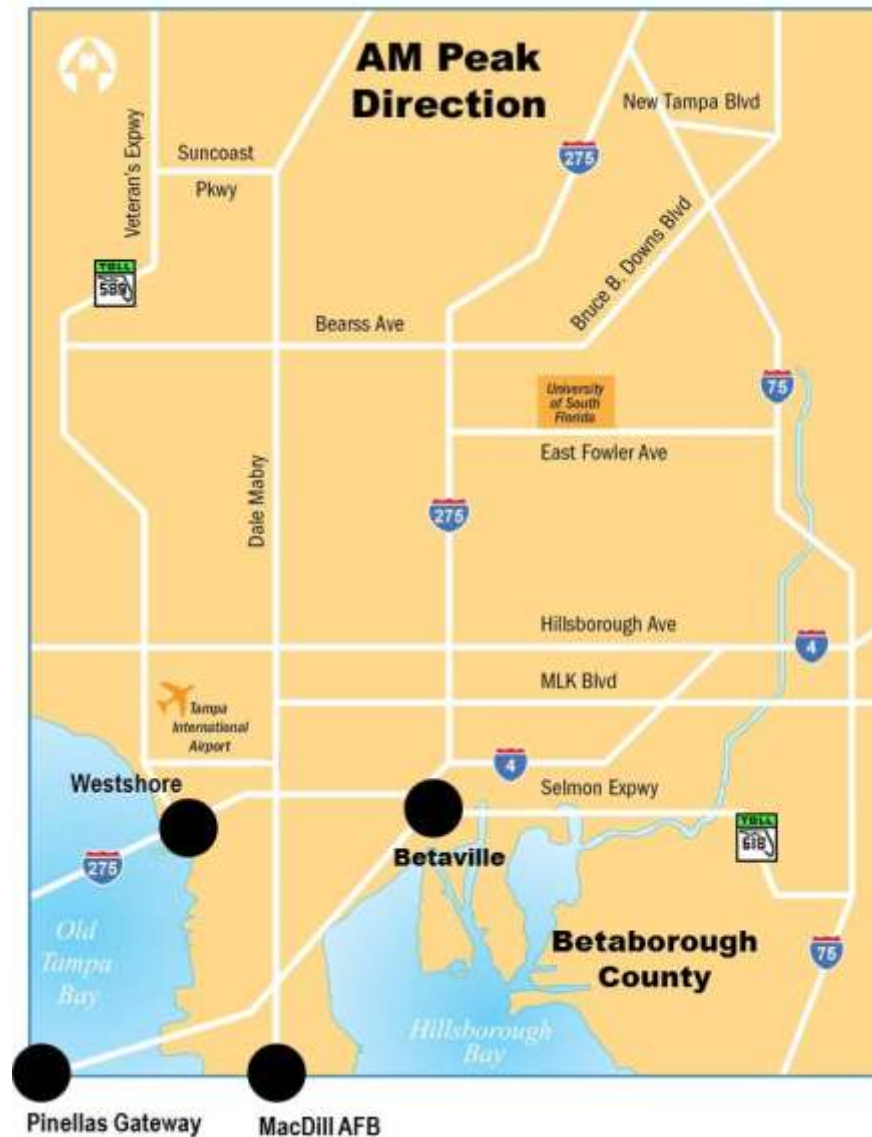 AM Peak
Direction
New Tampa Blvd
Veteran's Expwy
Suncoast
Pkwy
275
TOLL
589
Bruce B. Downs Blvd
Bearss Ave
University
of South
Florida
75
East Fowler Ave
Dale Mabry
275
Hillsborough Ave
4
MLK Blvd
Tampa
International
Airport
Westshore
4
Selmon Expwy
TOLL
618
Betaville
275
Old
Tampa
Bay
Betaborough
County
75
Hillsborough
Bay
Pinellas Gateway
MacDill AFB